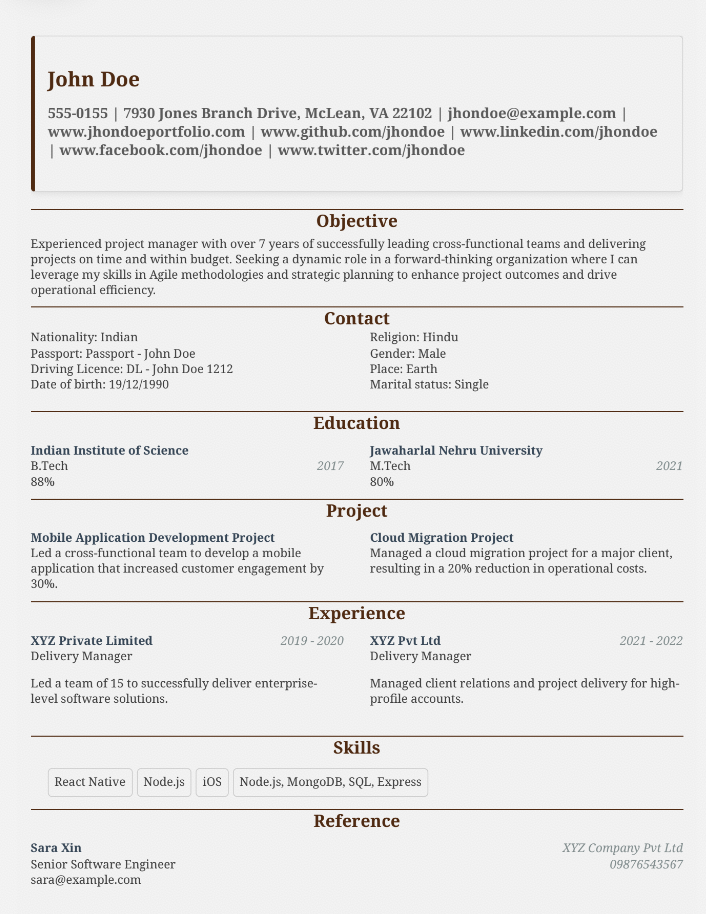 John Doe
555-0155 | 7930 Jones Branch Drive, McLean, VA 22102 | jhondoe@example.com |
www.jhondoeportfolio.com | www.github.com/jhondoe | www.linkedin.com/jhondoe
| www.facebook.com/jhondoe | www.twitter.com/jhondoe
Objective
Experienced project manager with over 7 years of successfully leading cross-functional teams and delivering
projects on time and within budget. Seeking a dynamic role in a forward-thinking organization where I can
leverage my skills in Agile methodologies and strategic planning to enhance project outcomes and drive
operational efficiency.
Contact
Nationality: Indian
Passport: Passport - John Doe
Driving Licence: DL - John Doe 1212
Date of birth: 19/12/1990
Religion: Hindu
Gender: Male
Place: Earth
Marital status: Single
Education
Indian Institute of Science
B.Tech 2017
88%
Jawaharlal Nehru University
M.Tech 2021
80%
Project
Mobile Application Development Project
Led a cross-functional team to develop a mobile
application that increased customer engagement by
30%.
Cloud Migration Project
Managed a cloud migration project for a major client,
resulting in a 20% reduction in operational costs.
Experience
XYZ Private Limited 2019 - 2020
Delivery Manager
Led a team of 15 to successfully deliver enterprise-
level software solutions.
XYZ Pvt Ltd 2021 - 2022
Delivery Manager
Managed client relations and project delivery for high-
profile accounts.
Skills
React Native Node.js iOS Node.js, MongoDB, SQL, Express
Reference
Sara Xin XYZ Company Pvt Ltd
Senior Software Engineer 09876543567
sara@example.com